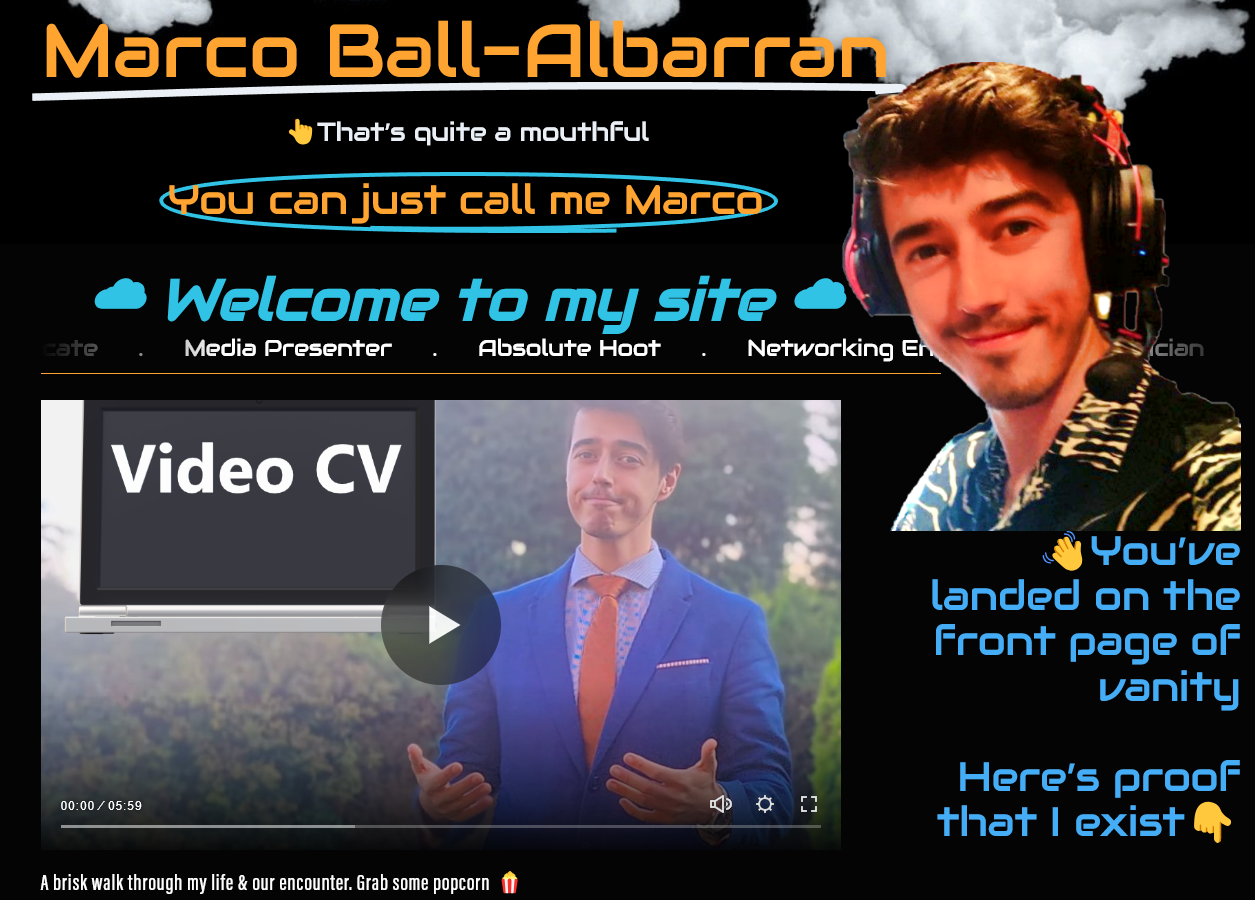 Marco Ball-Albarran
👆That's quite a mouthful
You can just call me Marco
Welcome to my site
cate . Media Presenter . Absolute Hoot . Networking En ician
Video CV
00:00 / 05:59
A brisk walk through my life & our encounter. Grab some popcorn 🍿
👋You've
landed on the
front page of
vanity
Here's proof
that I exist👇